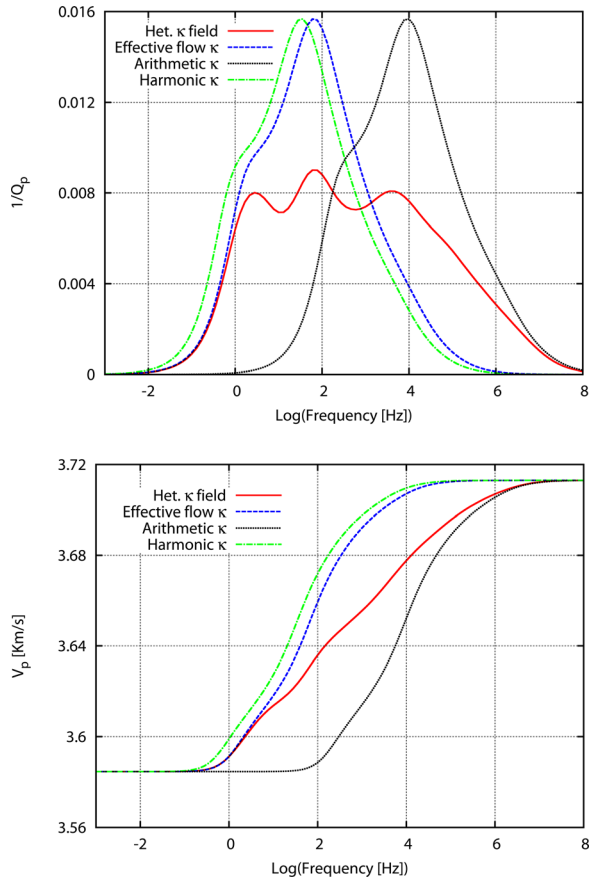 0.016
0.012
0.008
0.004
0
1/Qp
Het. κ field
Effective flow κ
Arithmetic κ
Harmonic κ
-2 0 2 4 6 8
Log(Frequency [Hz])
3.72
3.68
3.64
3.6
3.56
Vp [Km/s]
Het. κ field
Effective flow κ
Arithmetic κ
Harmonic κ
-2 0 2 4 6 8
Log(Frequency [Hz])